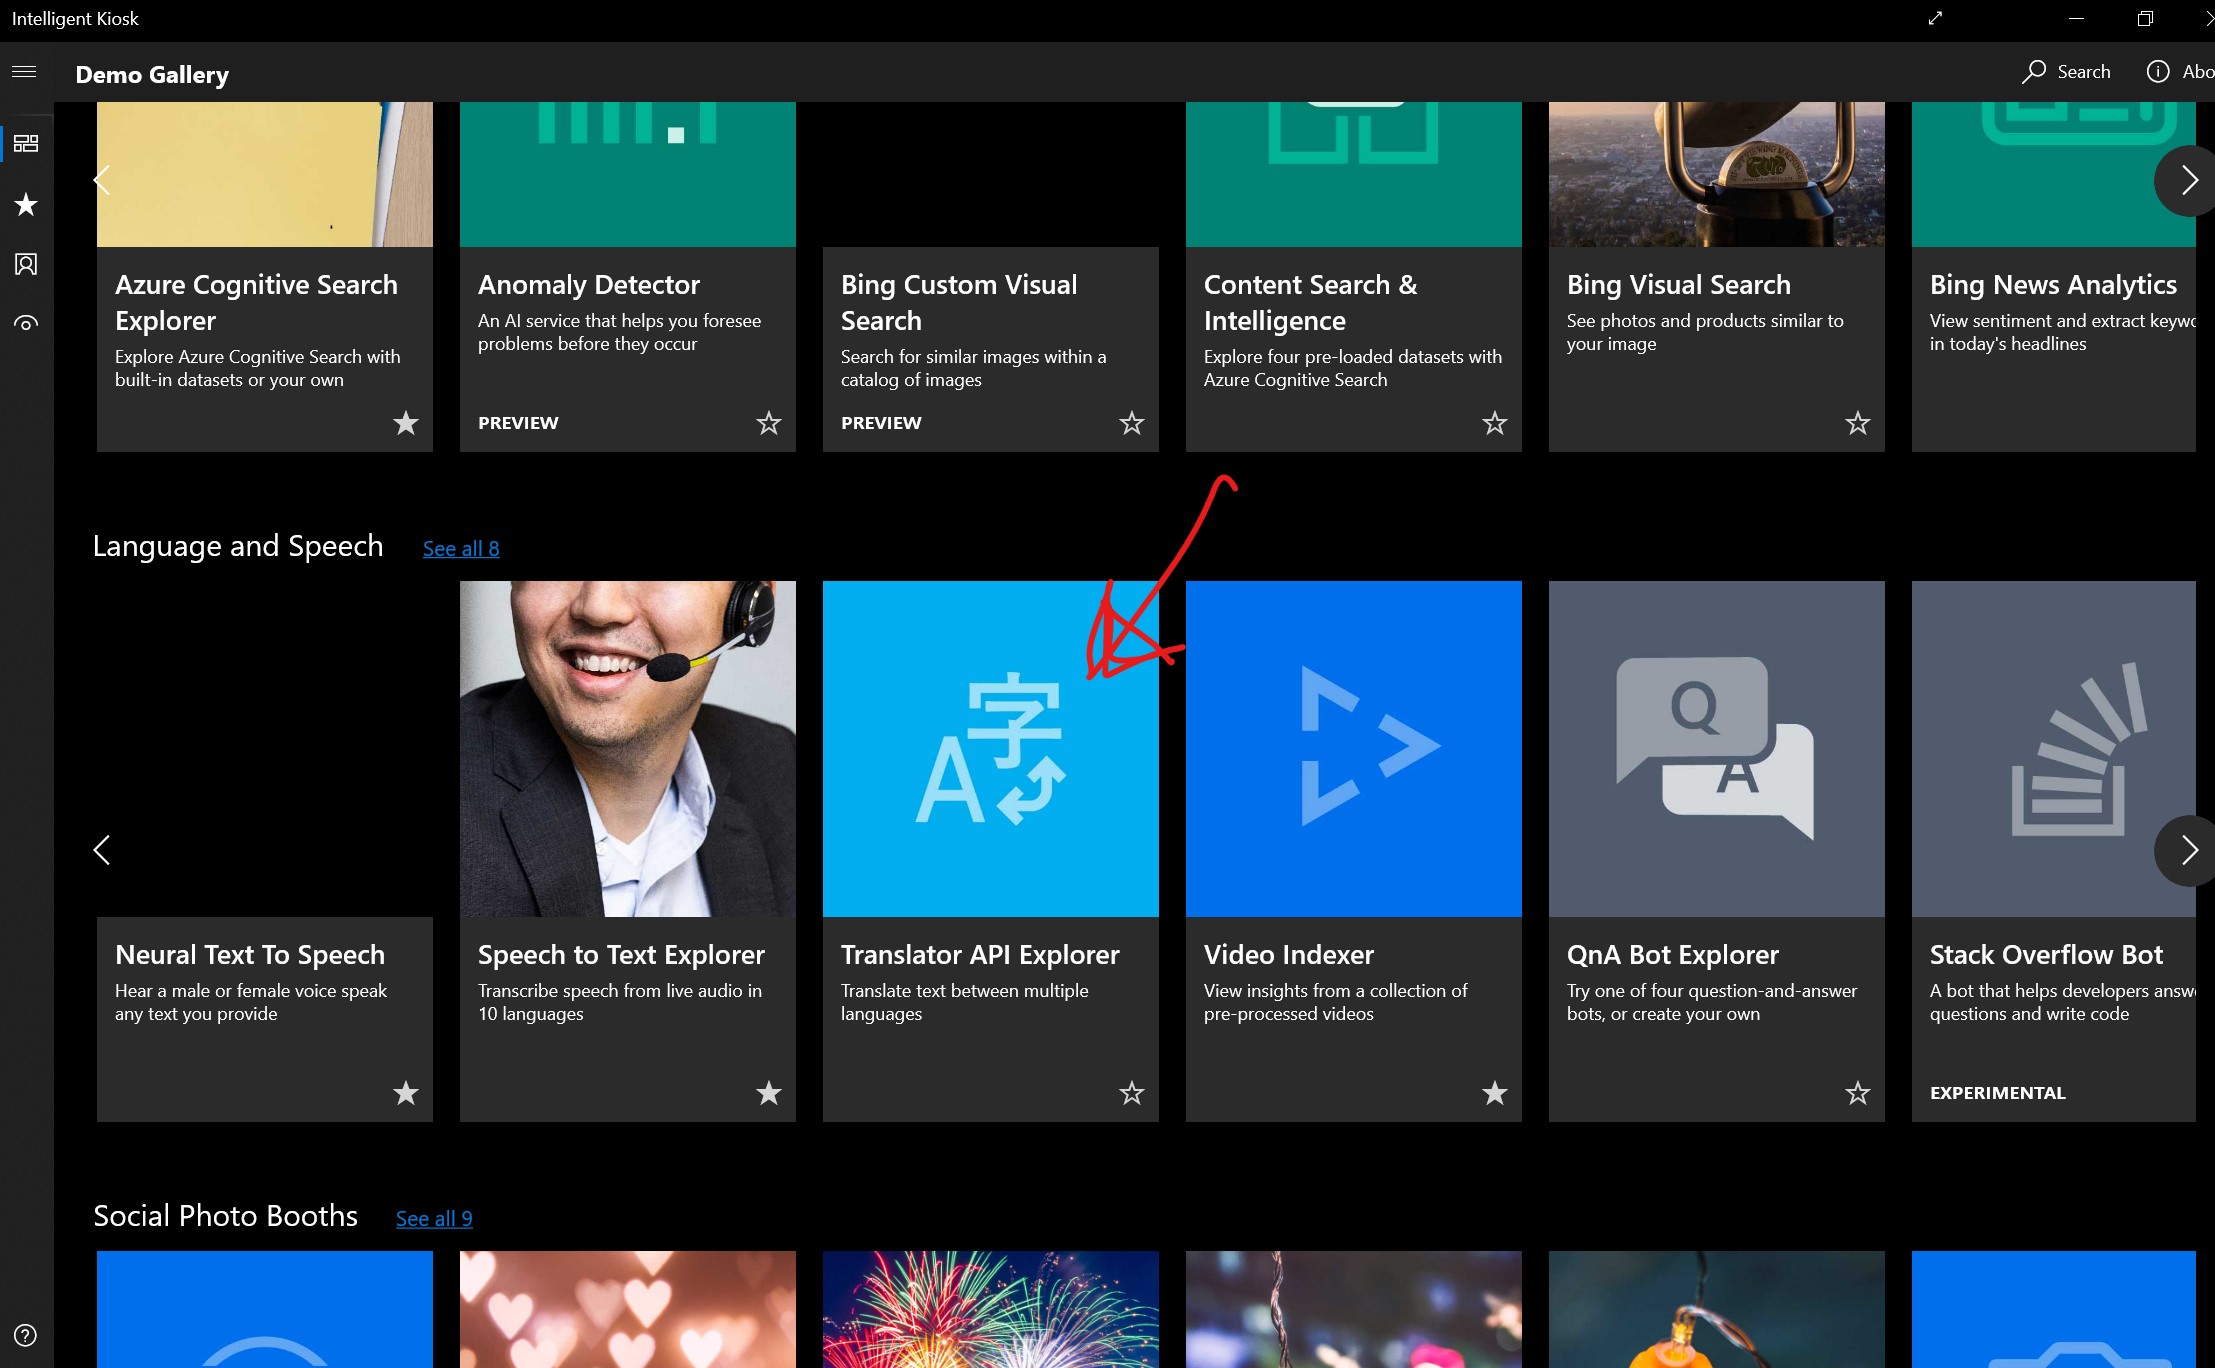 Intelligent Kiosk
Demo Gallery
Search
Abo
Azure Cognitive Search
Explorer
Explore Azure Cognitive Search with
built-in datasets or your own
Anomaly Detector
An AI service that helps you foresee
problems before they occur
PREVIEW
Bing Custom Visual
Search
Search for similar images within a
catalog of images
PREVIEW
Content Search &
Intelligence
Explore four pre-loaded datasets with
Azure Cognitive Search
Bing Visual Search
See photos and products similar to
your image
Bing News Analytics
View sentiment and extract keywo
in today's headlines
Language and Speech
See all 8
字
A
Q
A
Neural Text To Speech
Hear a male or female voice speak
any text you provide
Speech to Text Explorer
Transcribe speech from live audio in
10 languages
Translator API Explorer
Translate text between multiple
languages
Video Indexer
View insights from a collection of
pre-processed videos
QnA Bot Explorer
Try one of four question-and-answer
bots, or create your own
Stack Overflow Bot
A bot that helps developers answ
questions and write code
EXPERIMENTAL
Social Photo Booths
See all 9